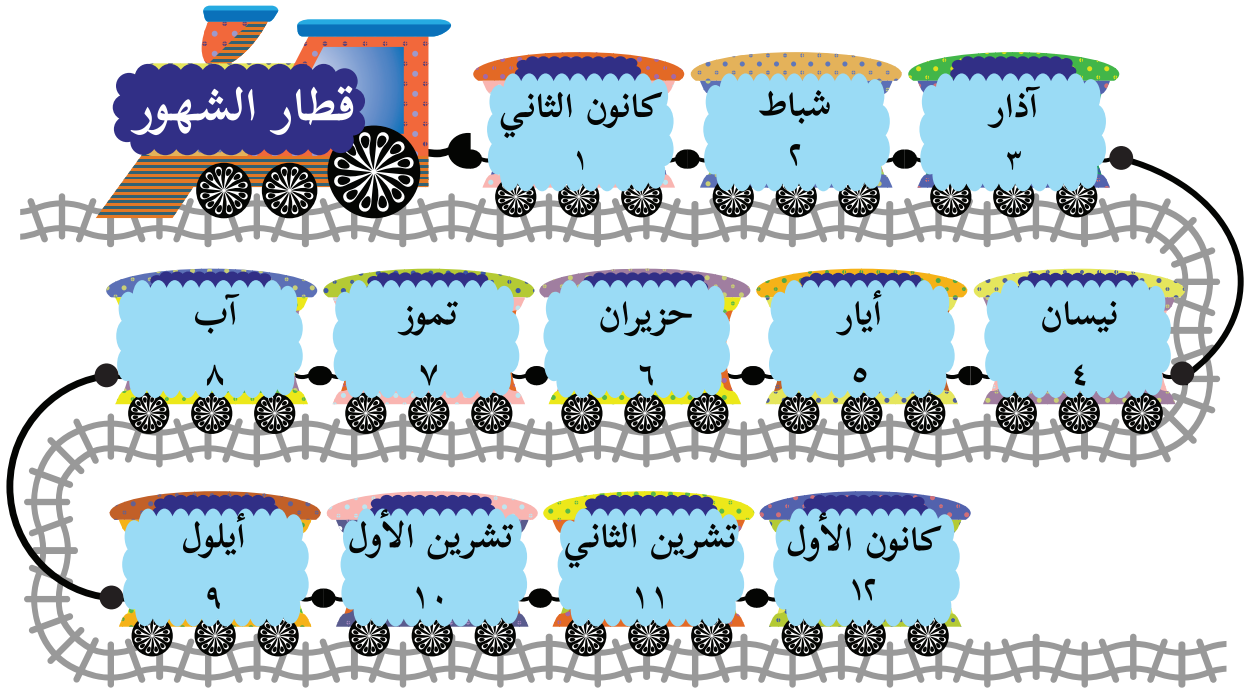 قطار الشهور
كانون الثاني
١
شباط
٢
آذار
٣
نيسان
٤
أيار
٥
حزيران
٦
تموز
٧
آب
٨
أيلول
٩
تشرين الأول
١٠
تشرين الثاني
١١
كانون الأول
١٢